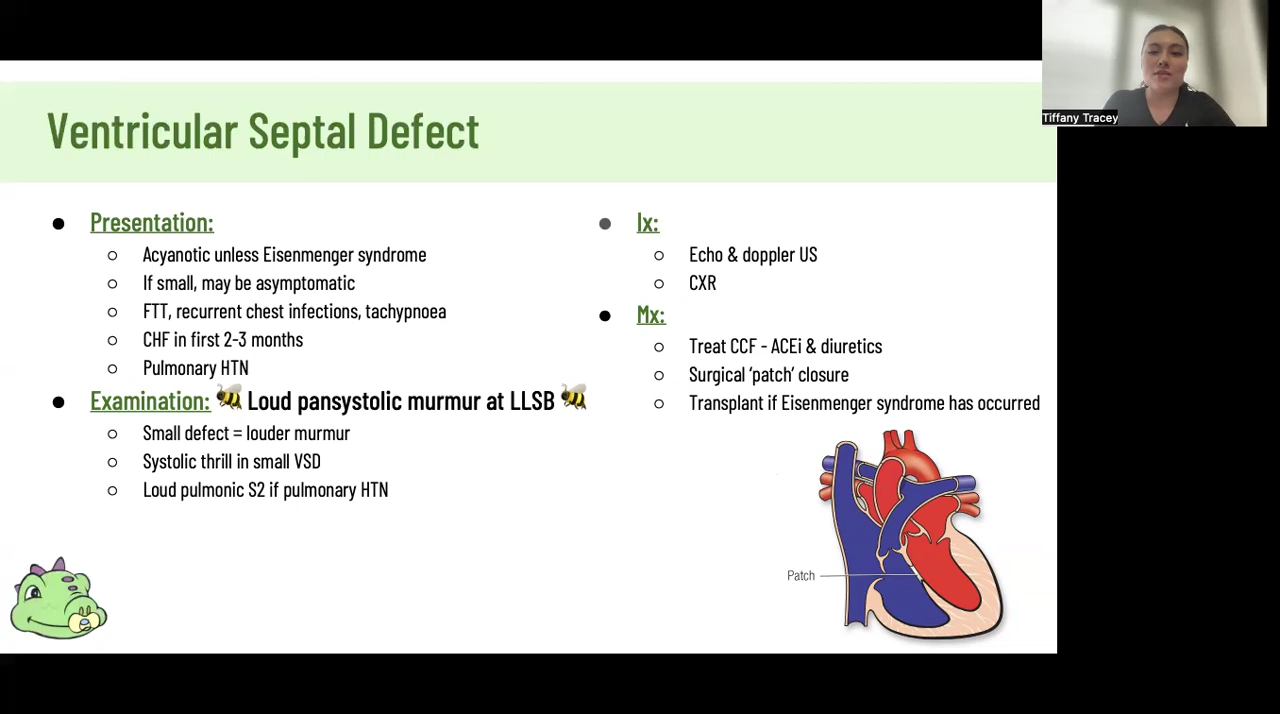 Ventricular Septal Defect
Presentation:
Acyanotic unless Eisenmenger syndrome
If small, may be asymptomatic
FTT, recurrent chest infections, tachypnoea
CHF in first 2-3 months
Pulmonary HTN
Examination: 🐝 Loud pansystolic murmur at LLSB 🐝
Small defect = louder murmur
Systolic thrill in small VSD
Loud pulmonic S2 if pulmonary HTN
Ix:
Echo & doppler US
CXR
Mx:
Treat CCF - ACEi & diuretics
Surgical ‘patch’ closure
Transplant if Eisenmenger syndrome has occurred
Patch
Tiffany Tracey